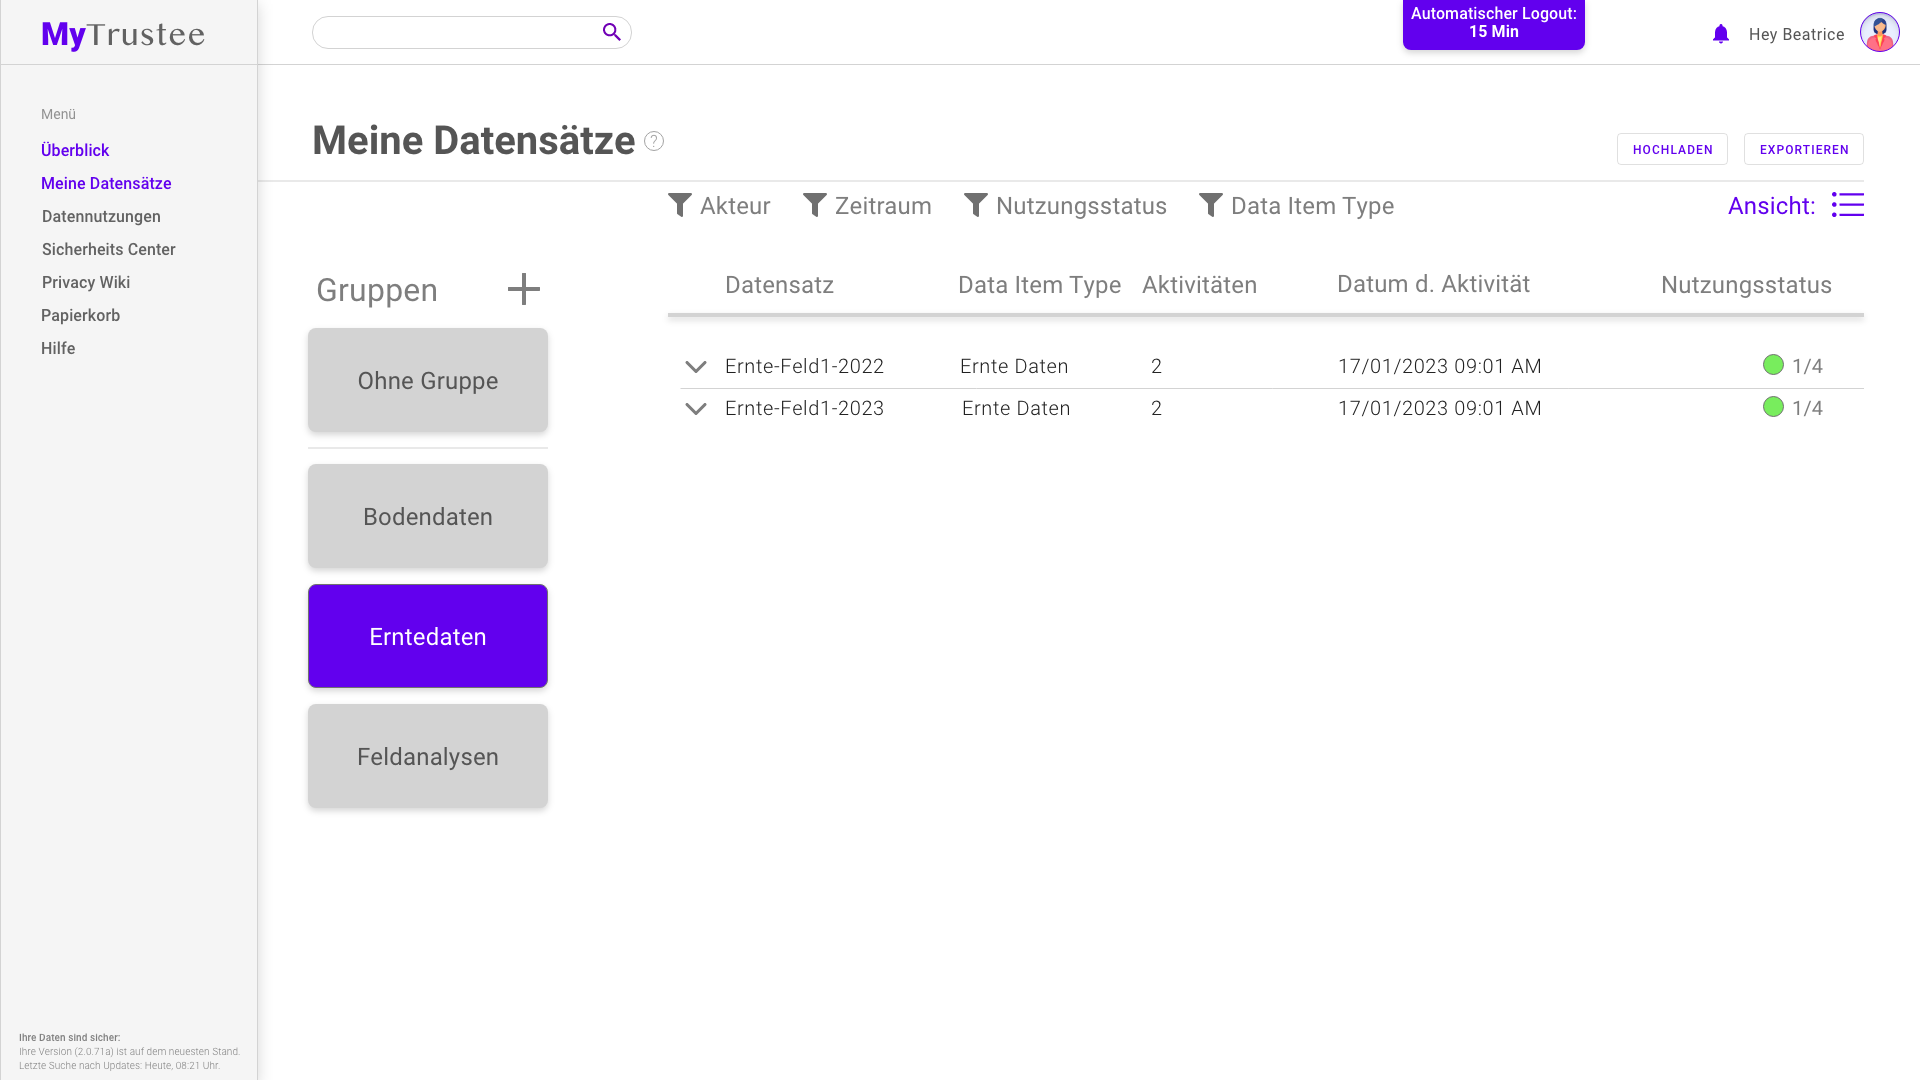 MyTrustee
Automatischer Logout:
15 Min
Hey Beatrice
Menü
Überblick
Meine Datensätze
Datennutzungen
Sicherheits Center
Privacy Wiki
Papierkorb
Hilfe
Meine Datensätze ?
HOCHLADEN
EXPORTIEREN
Akteur
Zeitraum
Nutzungsstatus
Data Item Type
Ansicht:
Gruppen
Ohne Gruppe
Bodendaten
Erntedaten
Feldanalysen
Datensatz Data Item Type Aktivitäten Datum d. Aktivität Nutzungsstatus
Ernte-Feld1-2022 Ernte Daten 2 17/01/2023 09:01 AM 1/4
Ernte-Feld1-2023 Ernte Daten 2 17/01/2023 09:01 AM 1/4
Ihre Daten sind sicher:
Ihre Version (2.0.71a) ist auf dem neuesten Stand.
Letzte Suche nach Updates: Heute, 08:21 Uhr.